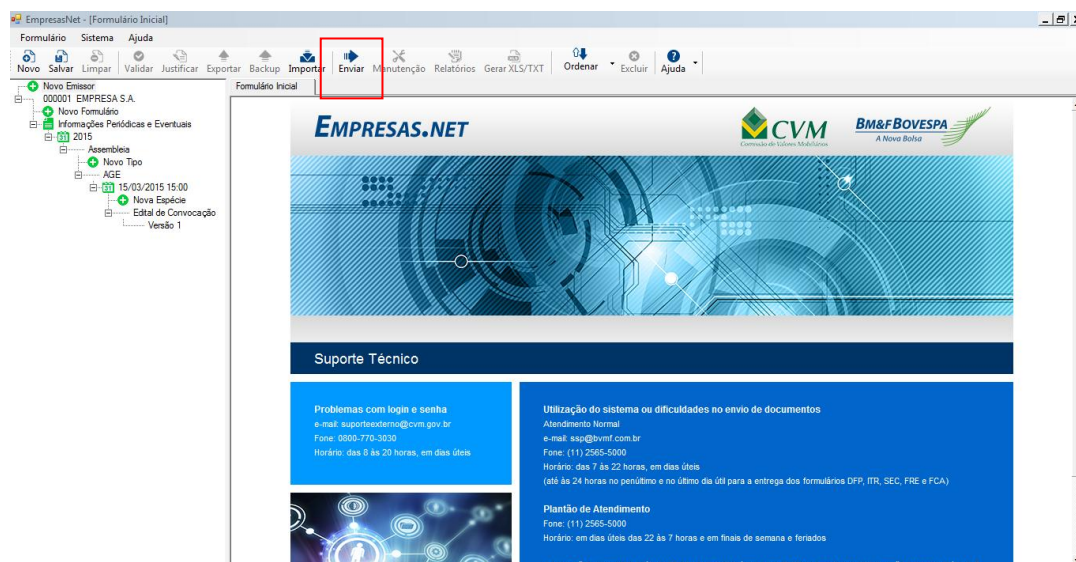 EmpresasNet - [Formulário Inicial]
Formulário Sistema Ajuda
Novo Salvar Limpar Validar Justificar Exportar Backup Importar Enviar Manutenção Relatórios Gerar XLS/TXT Ordenar Excluir Ajuda
Novo Emissor
000001 EMPRESA S.A.
Novo Formulário
Informações Periódicas e Eventuais
2015
Assembleia
Novo Tipo
AGE
15/03/2015 15:00
Nova Espécie
Edital de Convocação
Versão 1
Formulário Inicial
EMPRESAS.NET
CVM
Comissão de Valores Mobiliários
BM&FBOVESPA
A Nova Bolsa
Suporte Técnico
Problemas com login e senha
e-mail: suporteexterno@cvm.gov.br
Fone: 0800-770-3030
Horário: das 8 às 20 horas, em dias úteis
Utilização do sistema ou dificuldades no envio de documentos
Atendimento Normal
e-mail: ssp@bvmf.com.br
Fone: (11) 2565-5000
Horário: das 7 às 22 horas, em dias úteis
(até às 24 horas no penúltimo e no último dia útil para a entrega dos formulários DFP, ITR, SEC, FRE e FCA)
Plantão de Atendimento
Fone: (11) 2565-5000
Horário: em dias úteis das 22 às 7 horas e em finais de semana e feriados